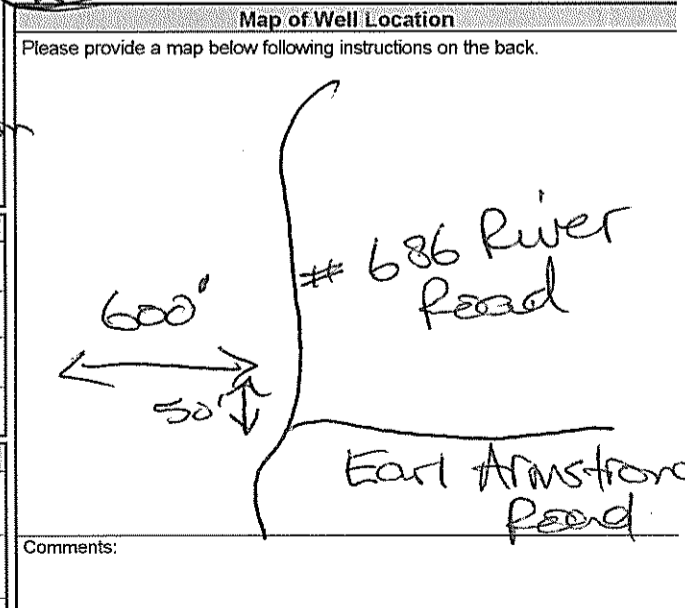 Map of Well Location
Please provide a map below following instructions on the back.
# 686 River
Road
600'
50'
Earl Armstrong
Road
Comments: